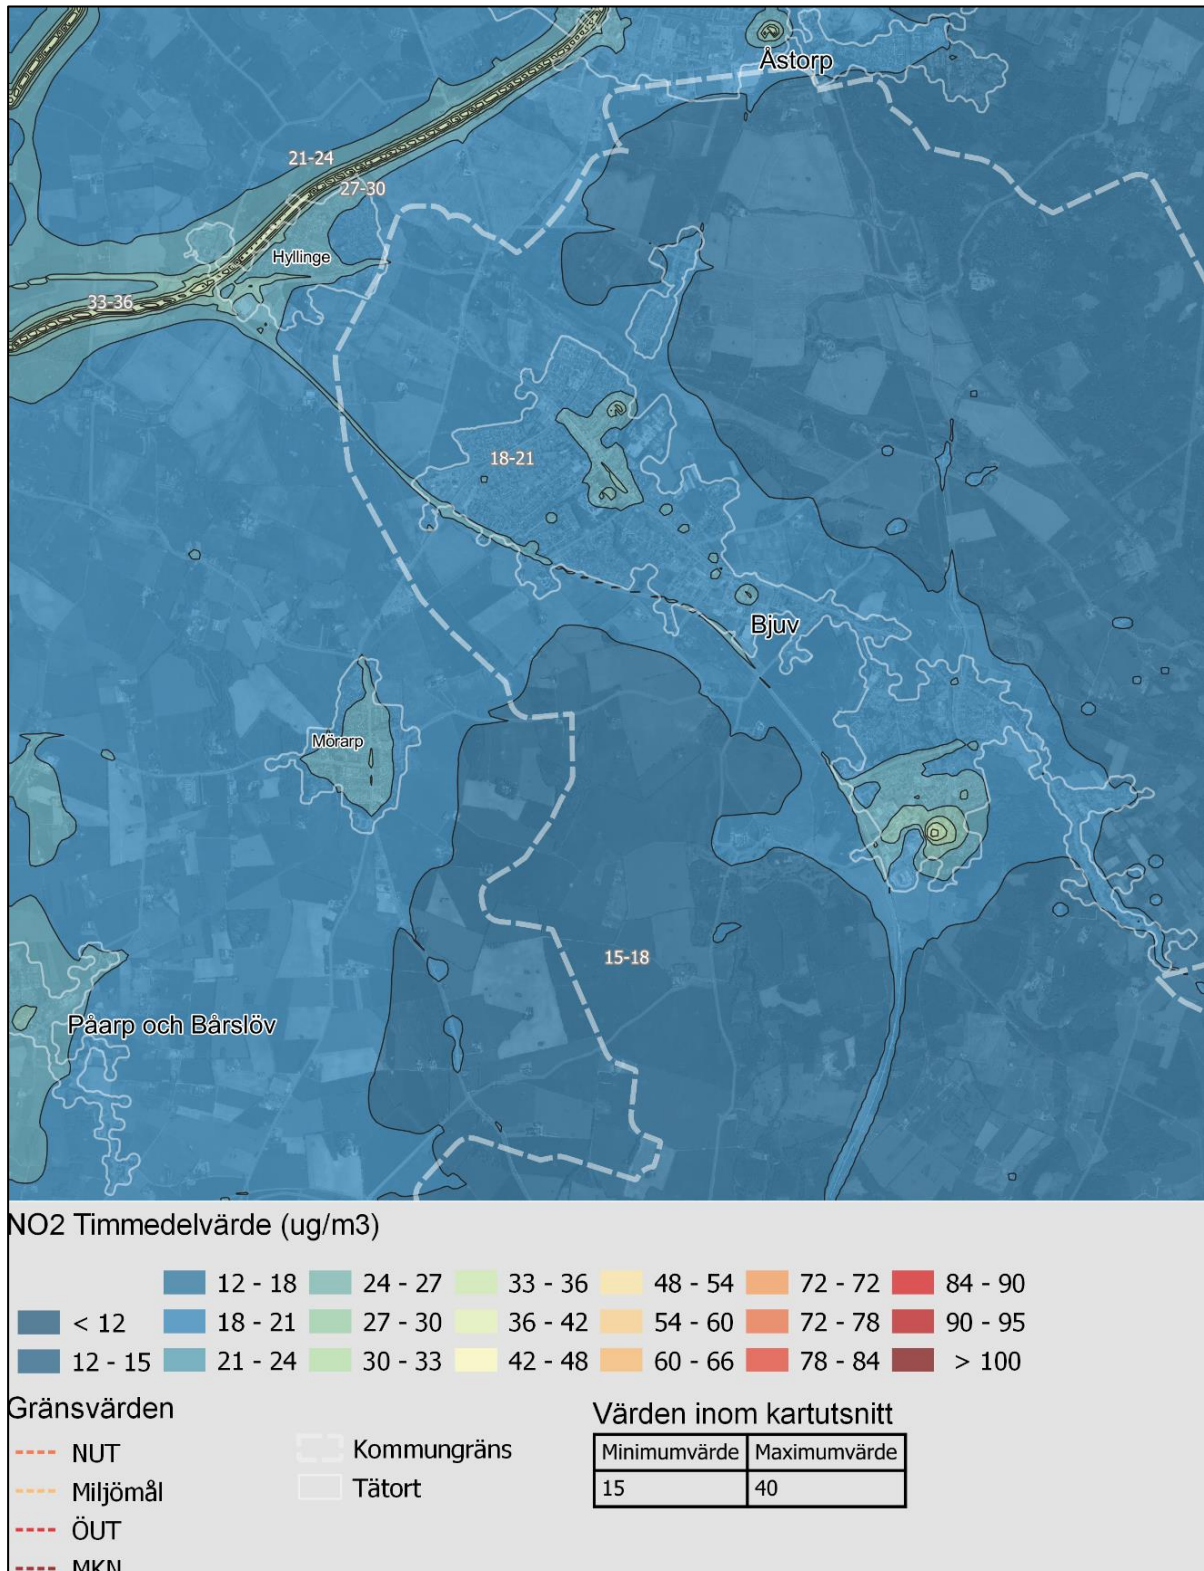 Åstorp
21-24
27-30
Hyllinge
33-36
18-21
Bjuv
Mörarp
15-18
Påarp och Bårslöv
NO2 Timmedelvärde (ug/m3)
12 - 18 24 - 27 33 - 36 48 - 54 72 - 72 84 - 90
< 12 18 - 21 27 - 30 36 - 42 54 - 60 72 - 78 90 - 95
12 - 15 21 - 24 30 - 33 42 - 48 60 - 66 78 - 84 > 100
Gränsvärden
NUT
Miljömål
ÖUT
MKN
Kommungräns
Tätort
Värden inom kartutsnitt
Minimumvärde Maximumvärde
15 40